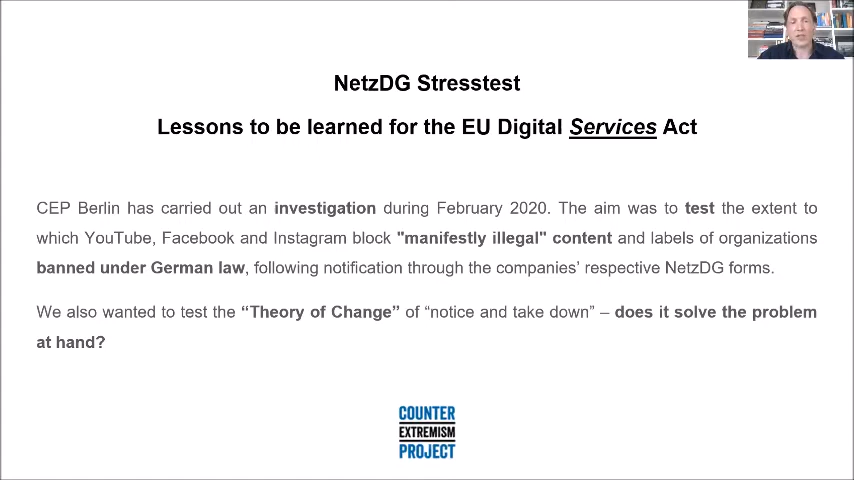 NetzDG Stresstest
Lessons to be learned for the EU Digital Services Act
CEP Berlin has carried out an investigation during February 2020. The aim was to test the extent to
which YouTube, Facebook and Instagram block "manifestly illegal" content and labels of organizations
banned under German law, following notification through the companies’ respective NetzDG forms.
We also wanted to test the “Theory of Change” of “notice and take down” – does it solve the problem
at hand?
COUNTER
EXTREMISM
PROJECT